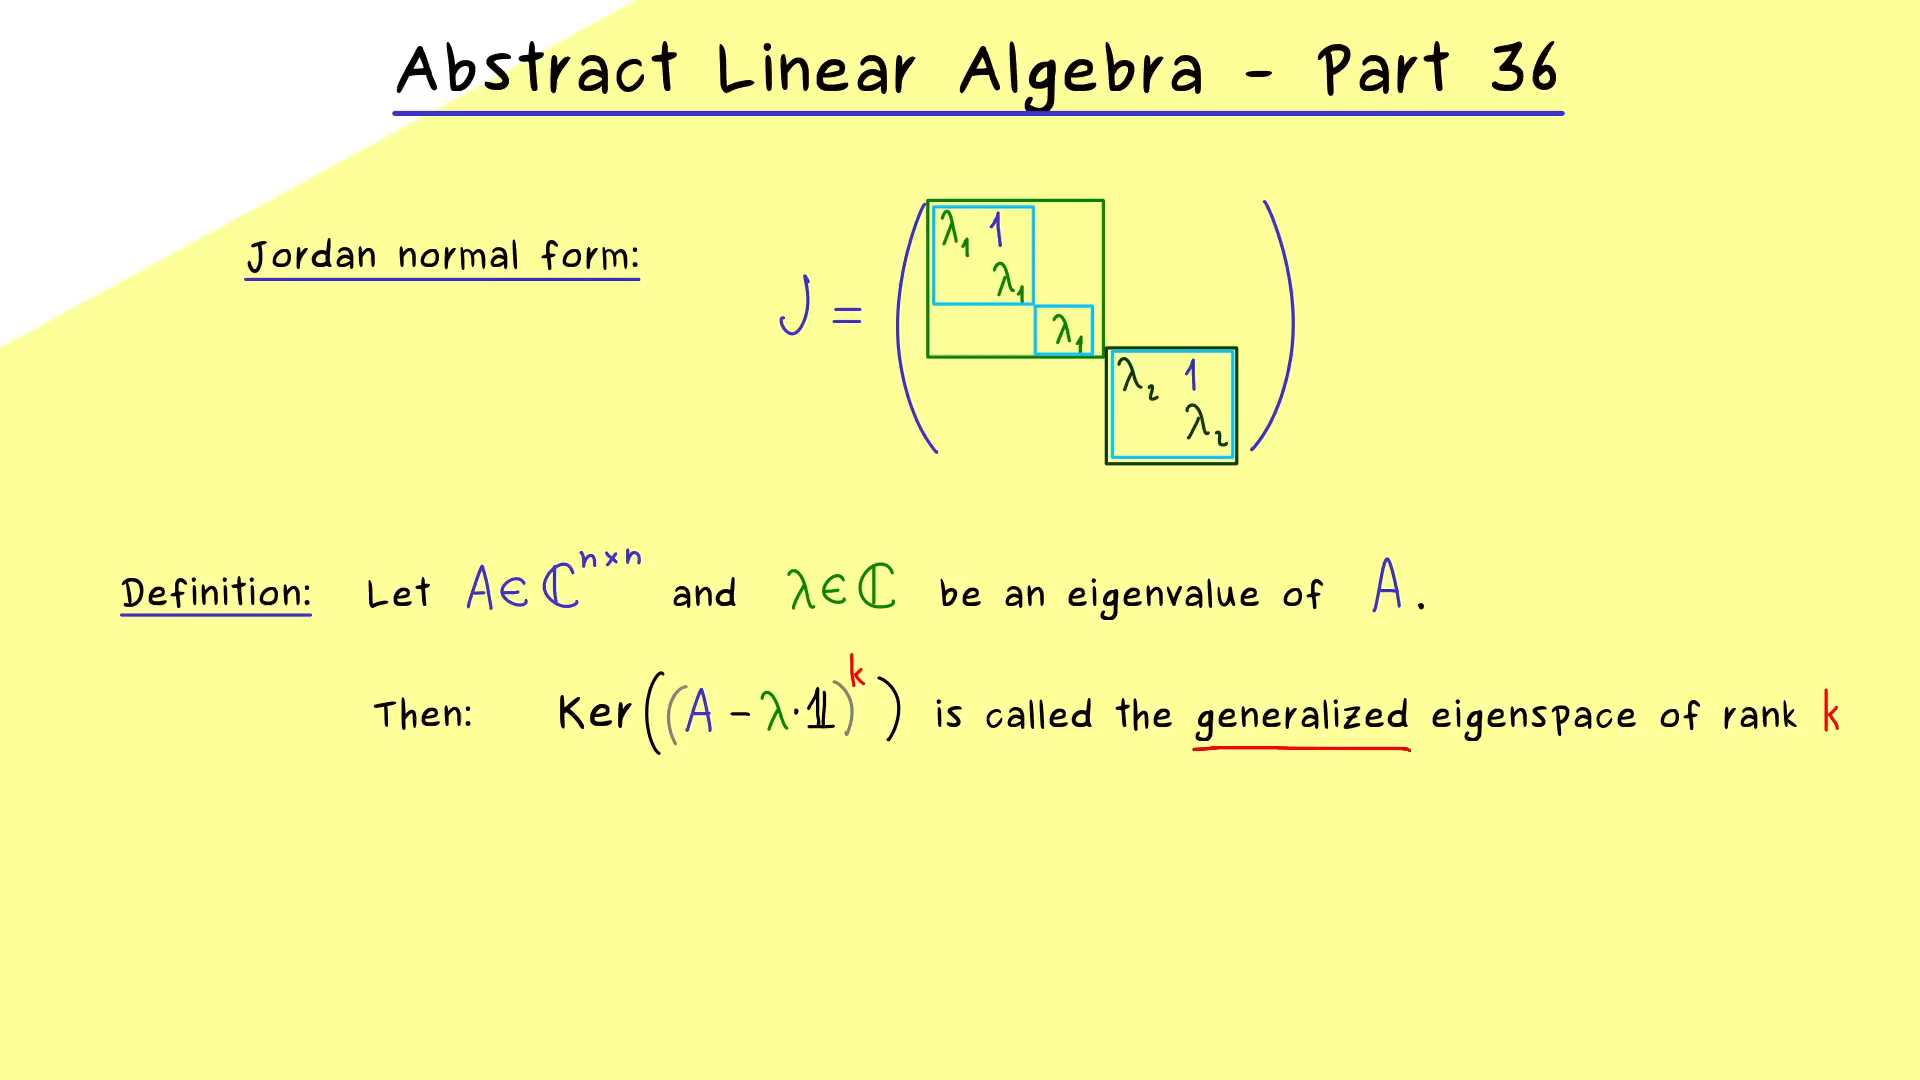 Abstract Linear Algebra - Part 36
Jordan normal form:
J =
λ₁ 1
λ₁
λ₁
λ₂ 1
λ₂
Definition: Let A∈ℂⁿˣⁿ and λ∈ℂ be an eigenvalue of A.
Then: Ker((A - λ·𝟙)ᵏ) is called the generalized eigenspace of rank k